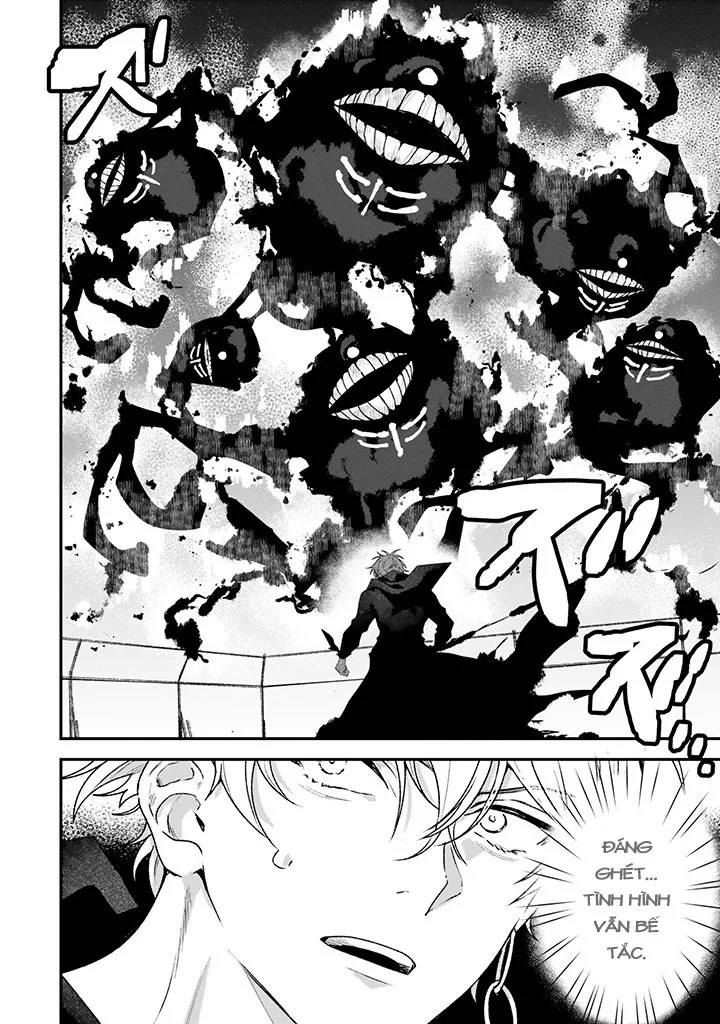 ズ
ズ
ズ
ĐÁNG
GHÉT...
TÌNH HÌNH
VẪN BẾ
TẮC.